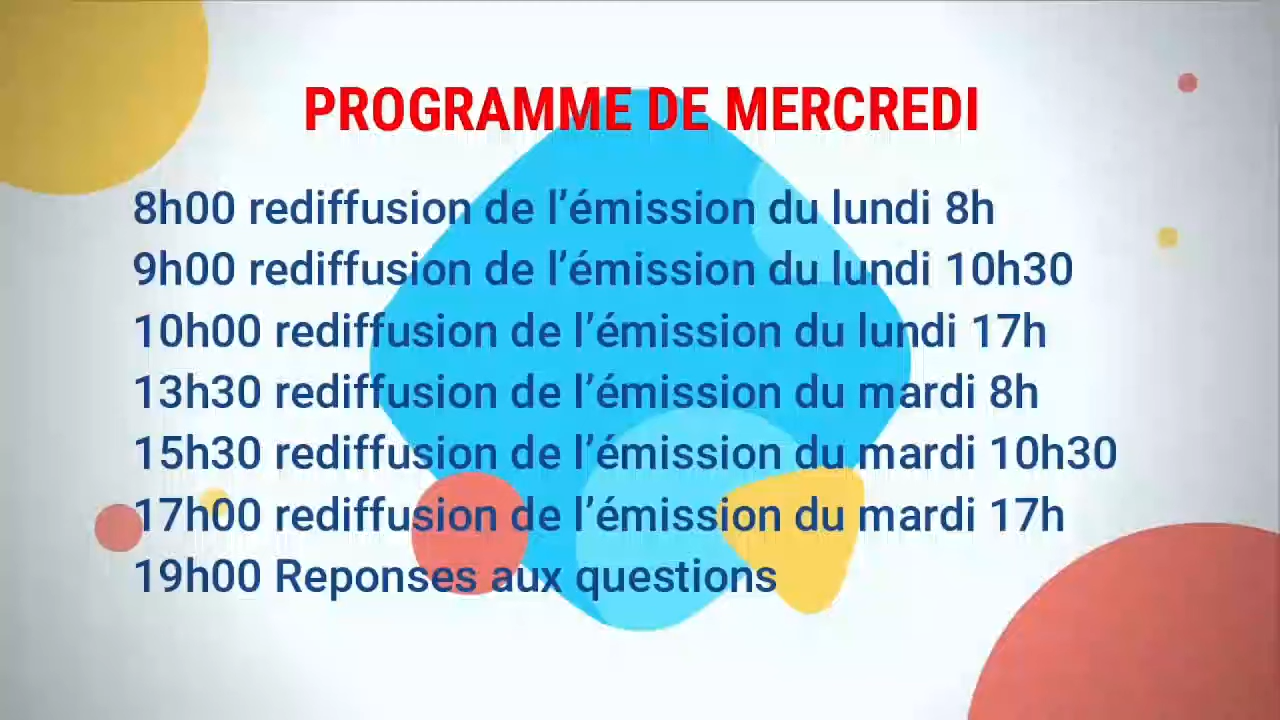 PROGRAMME DE MERCREDI
8h00 rediffusion de l’émission du lundi 8h
9h00 rediffusion de l’émission du lundi 10h30
10h00 rediffusion de l’émission du lundi 17h
13h30 rediffusion de l’émission du mardi 8h
15h30 rediffusion de l’émission du mardi 10h30
17h00 rediffusion de l’émission du mardi 17h
19h00 Reponses aux questions